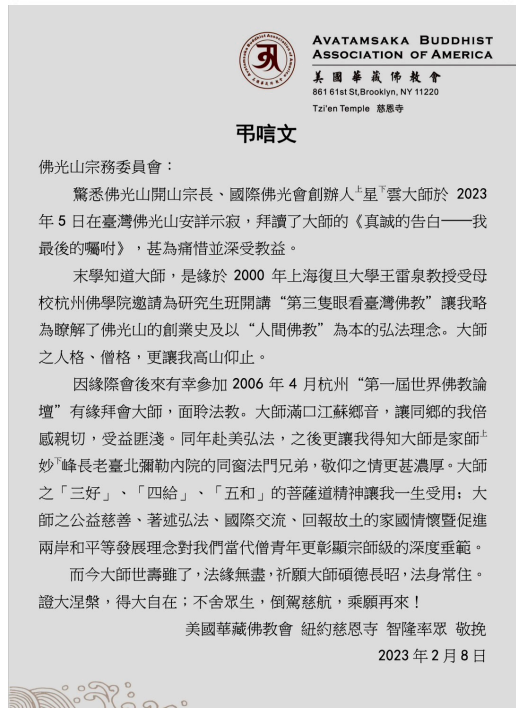 AVATAMSAKA BUDDHIST
ASSOCIATION OF AMERICA
美國華藏佛教會
861 61st St,Brooklyn, NY 11220
Tzi'en Temple 慈恩寺
弔唁文
佛光山宗務委員會：
驚悉佛光山開山宗長、國際佛光會創辦人上星下雲大師於 2023
年 5 日在臺灣佛光山安詳示寂，拜讀了大師的《真誠的告白——我
最後的囑咐》，甚為痛惜並深受教益。
末學知道大師，是緣於 2000 年上海復旦大學王雷泉教授受母
校杭州佛學院邀請為研究生班開講“第三隻眼看臺灣佛教”讓我略
為瞭解了佛光山的創業史及以“人間佛教”為本的弘法理念。大師
之人格、僧格，更讓我高山仰止。
因緣際會後來有幸參加 2006 年 4 月杭州“第一屆世界佛教論
壇”有緣拜會大師，面聆法教。大師滿口江蘇鄉音，讓同鄉的我倍
感親切，受益匪淺。同年赴美弘法，之後更讓我得知大師是家師上
妙下峰長老臺北彌勒內院的同窗法門兄弟，敬仰之情更甚濃厚。大師
之「三好」、「四給」、「五和」的菩薩道精神讓我一生受用；大
師之公益慈善、著述弘法、國際交流、回報故土的家國情懷暨促進
兩岸和平等發展理念對我們當代僧青年更彰顯宗師級的深度垂範。
而今大師世壽雖了，法緣無盡，祈願大師碩德長昭，法身常住。
證大涅槃，得大自在；不舍眾生，倒駕慈航，乘願再來！
美國華藏佛教會 紐約慈恩寺 智隆率眾 敬挽
2023 年 2 月 8 日